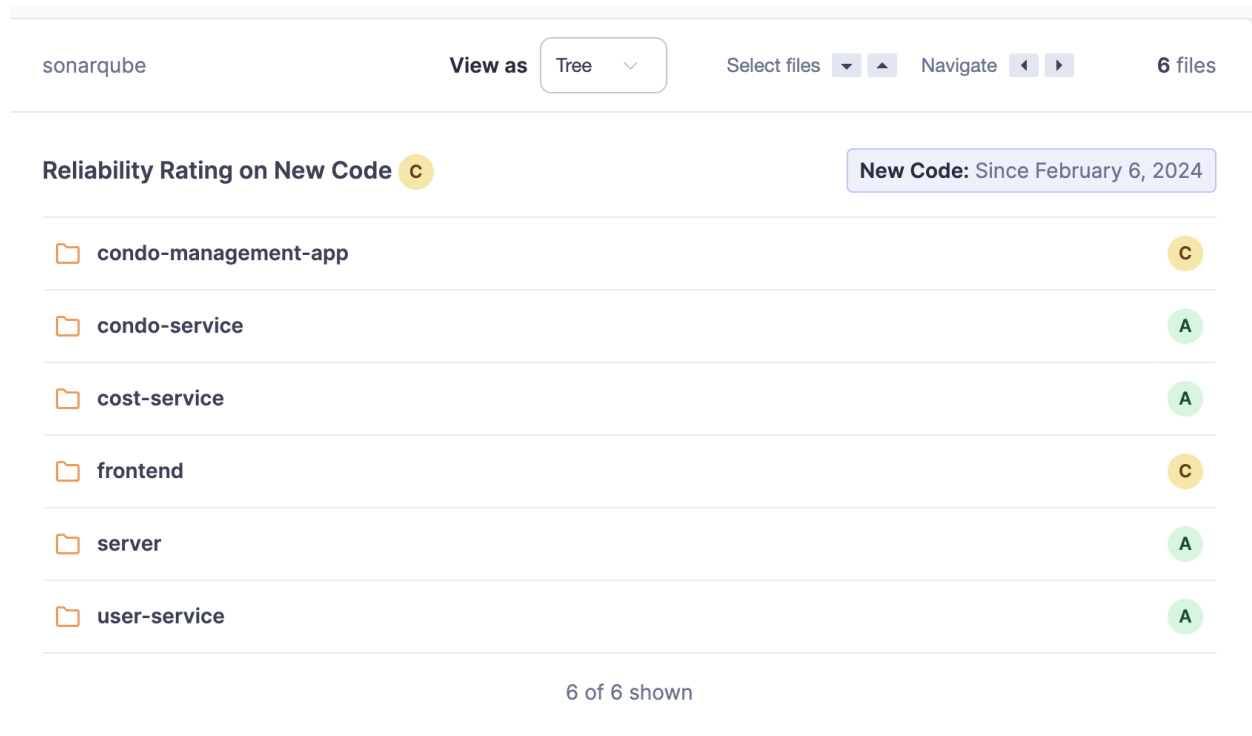 sonarqube View as Tree Select files Navigate 6 files
Reliability Rating on New Code C New Code: Since February 6, 2024
condo-management-app C
condo-service A
cost-service A
frontend C
server A
user-service A
6 of 6 shown